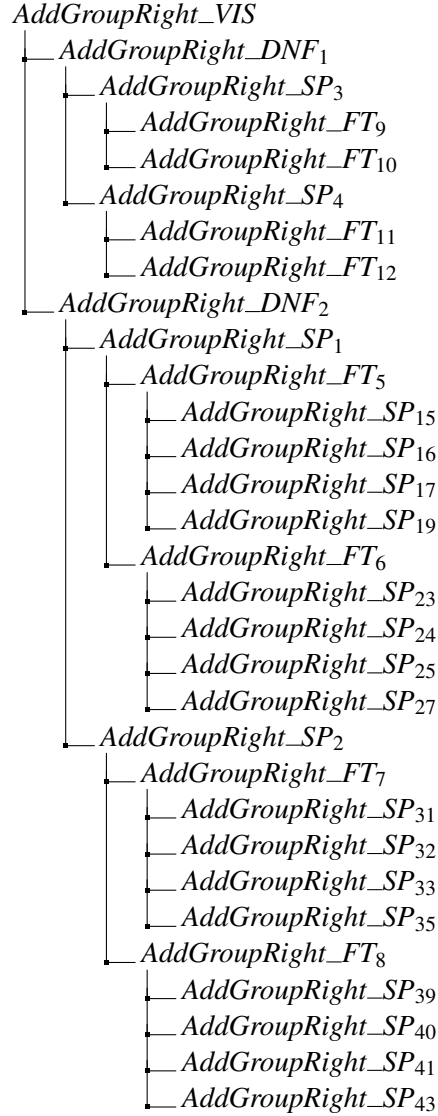 AddGroupRight_VIS
AddGroupRight_DNF₁
AddGroupRight_SP₃
AddGroupRight_FT₉
AddGroupRight_FT₁₀
AddGroupRight_SP₄
AddGroupRight_FT₁₁
AddGroupRight_FT₁₂
AddGroupRight_DNF₂
AddGroupRight_SP₁
AddGroupRight_FT₅
AddGroupRight_SP₁₅
AddGroupRight_SP₁₆
AddGroupRight_SP₁₇
AddGroupRight_SP₁₉
AddGroupRight_FT₆
AddGroupRight_SP₂₃
AddGroupRight_SP₂₄
AddGroupRight_SP₂₅
AddGroupRight_SP₂₇
AddGroupRight_SP₂
AddGroupRight_FT₇
AddGroupRight_SP₃₁
AddGroupRight_SP₃₂
AddGroupRight_SP₃₃
AddGroupRight_SP₃₅
AddGroupRight_FT₈
AddGroupRight_SP₃₉
AddGroupRight_SP₄₀
AddGroupRight_SP₄₁
AddGroupRight_SP₄₃